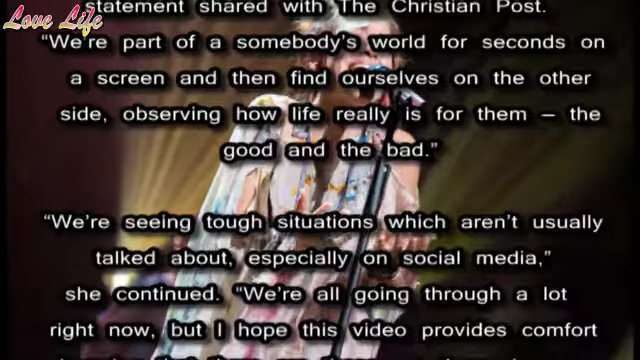 Love Life
statement shared with The Christian Post.
“We’re part of a somebody’s world for seconds on
a screen and then find ourselves on the other
side, observing how life really is for them – the
good and the bad.”
“We’re seeing tough situations which aren’t usually
talked about, especially on social media,”
she continued. “We’re all going through a lot
right now, but I hope this video provides comfort